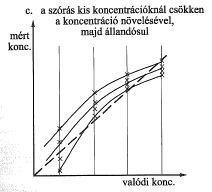 c. a szórás kis koncentrációknál csökken
a koncentráció növelésével,
majd állandósul
mért
konc.
valódi konc.